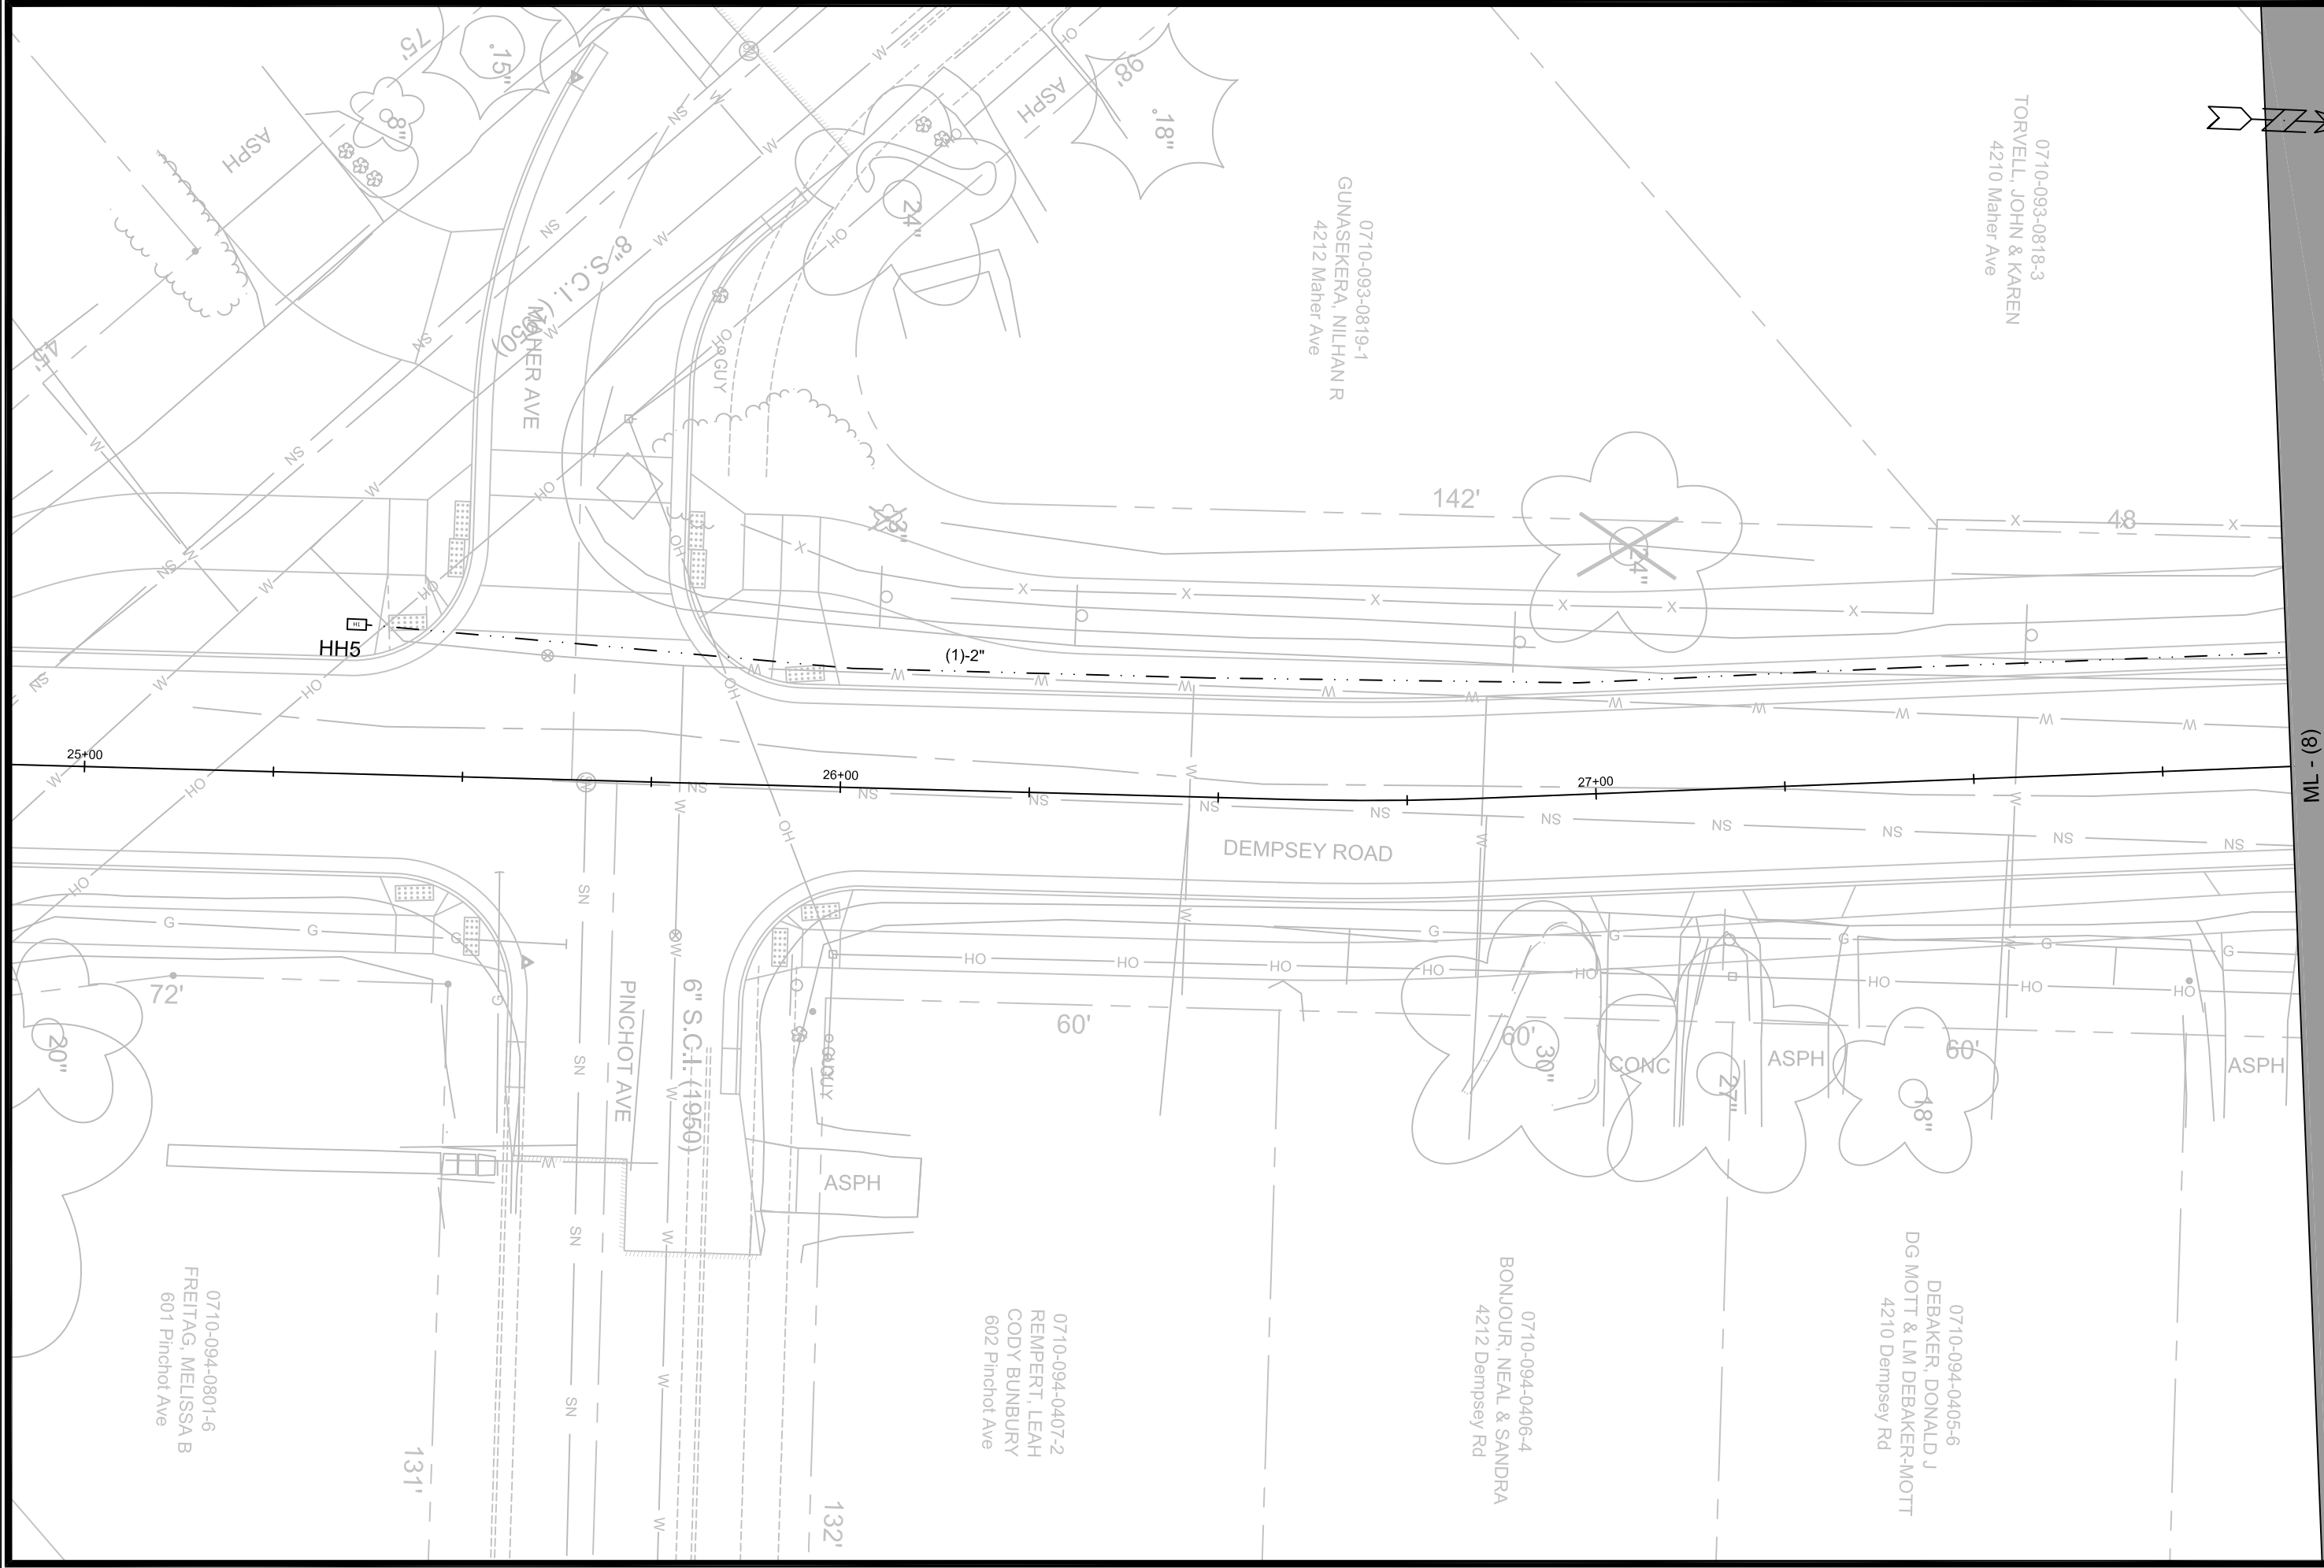 75'
.15"
8"
ASPH
98'
ASPH
.18"
24"
8" S.C.I. (1950)
MAHER AVE
45'
GUY
0710-093-0819-1
GUNASEKERA, NILHAN R
4212 Maher Ave
0710-093-0818-3
TORVELL, JOHN & KAREN
4210 Maher Ave
142'
48
24"
H1
HH5
(1)-2"
25+00
26+00
27+00
DEMPSEY ROAD
ML - (8)
72'
20"
PINCHOT AVE
6" S.C.I. (1950)
GUY
60'
60'
30"
CONC
27"
ASPH
60'
18"
ASPH
ASPH
0710-094-0801-6
FREITAG, MELISSA B
601 Pinchot Ave
131'
132'
0710-094-0407-2
REMPERT, LEAH
CODY BUNBURY
602 Pinchot Ave
0710-094-0406-4
BONJOUR, NEAL & SANDRA
4212 Dempsey Rd
0710-094-0405-6
DEBAKER, DONALD J
DG MOTT & LM DEBAKER-MOTT
4210 Dempsey Rd